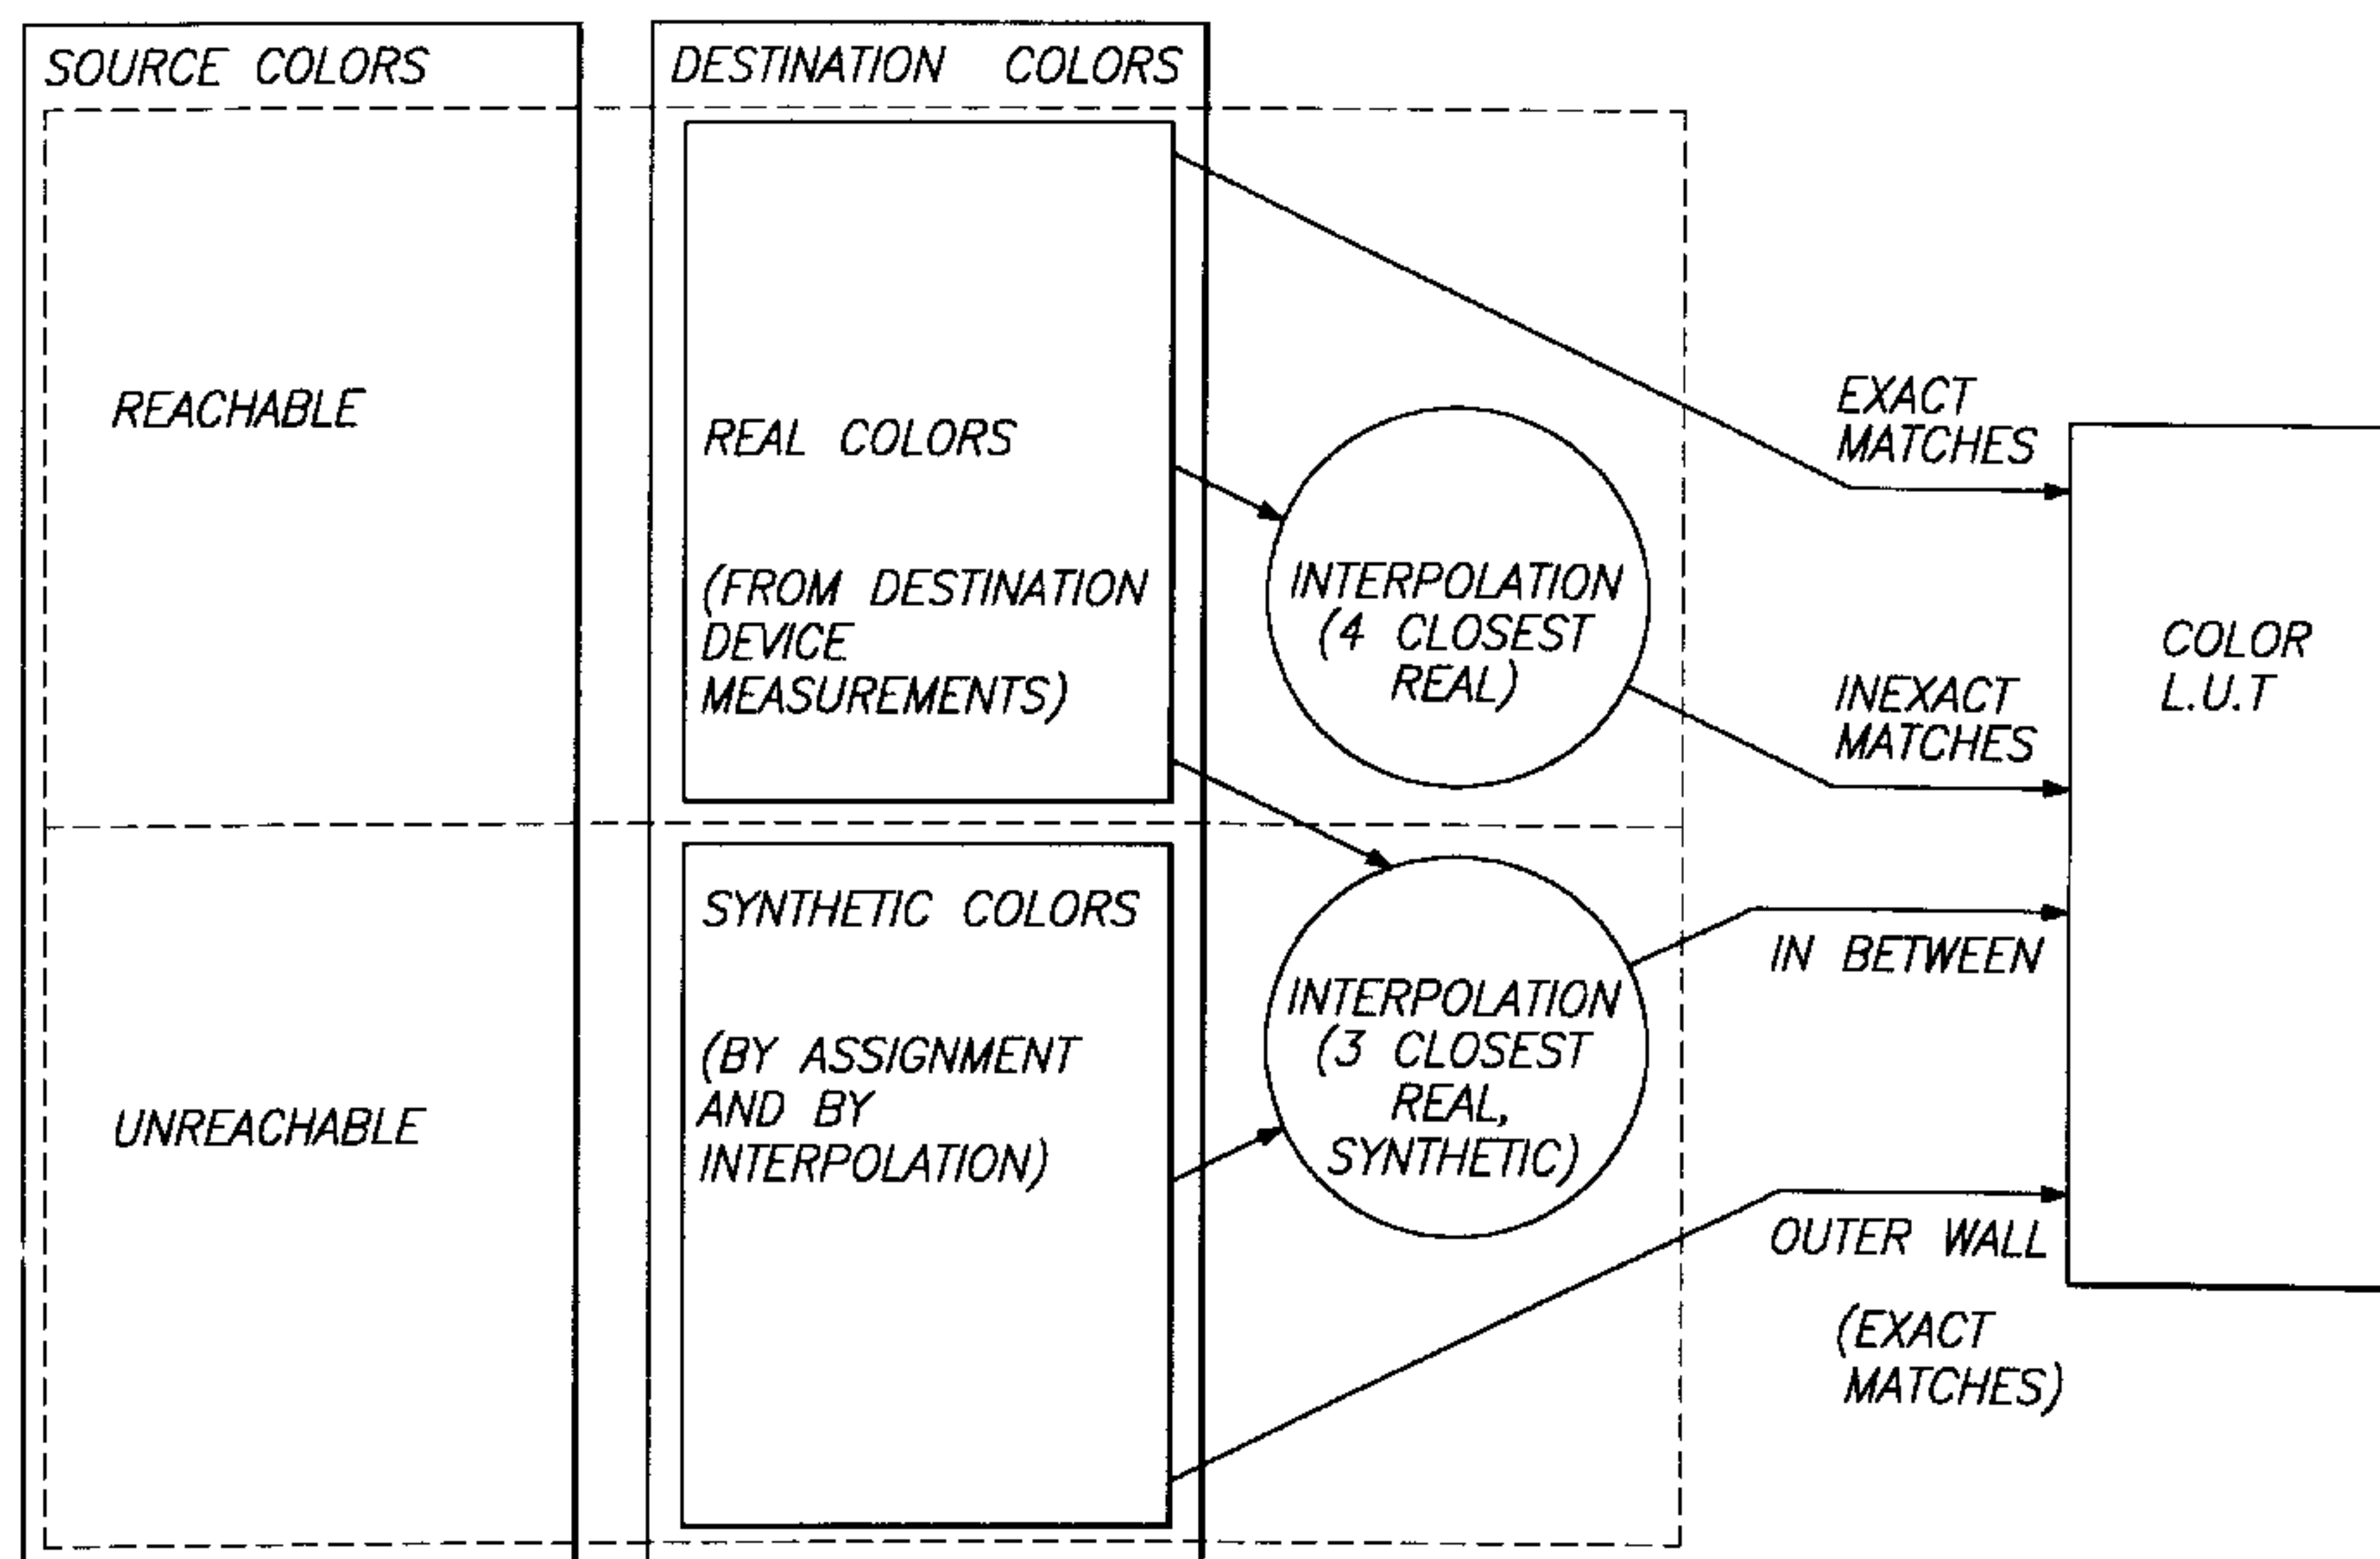 SOURCE COLORS
DESTINATION COLORS
REACHABLE
REAL COLORS
(FROM DESTINATION
DEVICE
MEASUREMENTS)
INTERPOLATION
(4 CLOSEST
REAL)
EXACT
MATCHES
INEXACT
MATCHES
COLOR
L.U.T
UNREACHABLE
SYNTHETIC COLORS
(BY ASSIGNMENT
AND BY
INTERPOLATION)
INTERPOLATION
(3 CLOSEST
REAL,
SYNTHETIC)
IN BETWEEN
OUTER WALL
(EXACT
MATCHES)